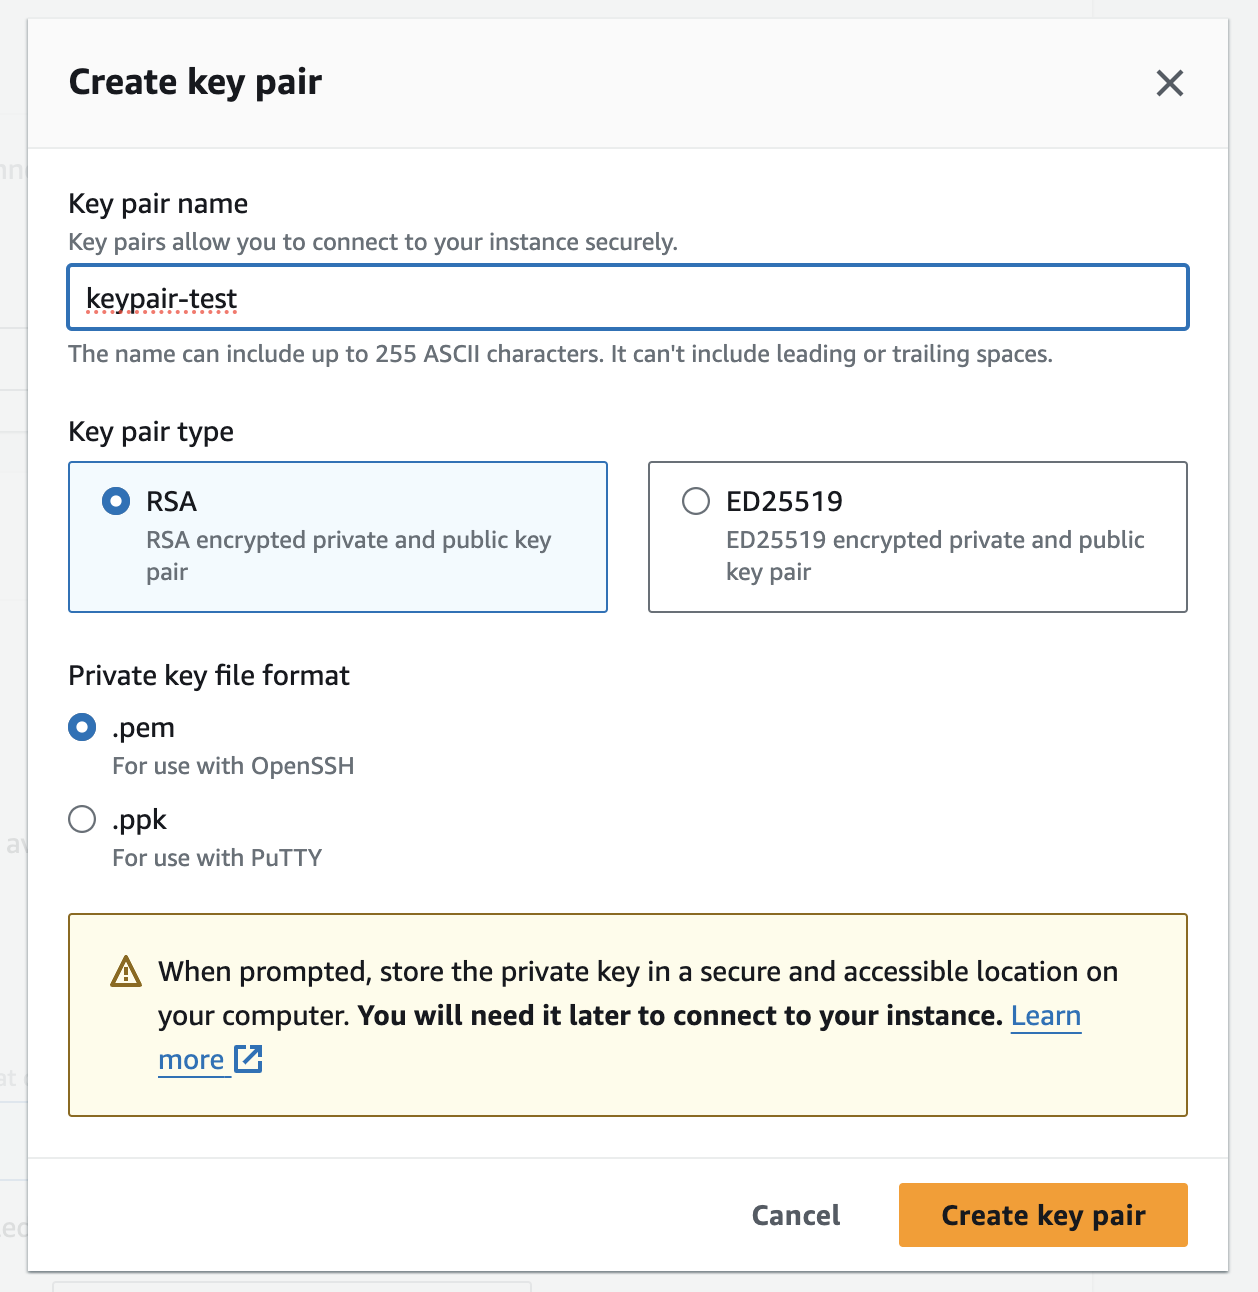 Create key pair
Key pair name
Key pairs allow you to connect to your instance securely.
keypair-test
The name can include up to 255 ASCII characters. It can't include leading or trailing spaces.
Key pair type
RSA
RSA encrypted private and public key
pair
ED25519
ED25519 encrypted private and public
key pair
Private key file format
.pem
For use with OpenSSH
.ppk
For use with PuTTY
When prompted, store the private key in a secure and accessible location on
your computer. You will need it later to connect to your instance. Learn
more
Cancel
Create key pair